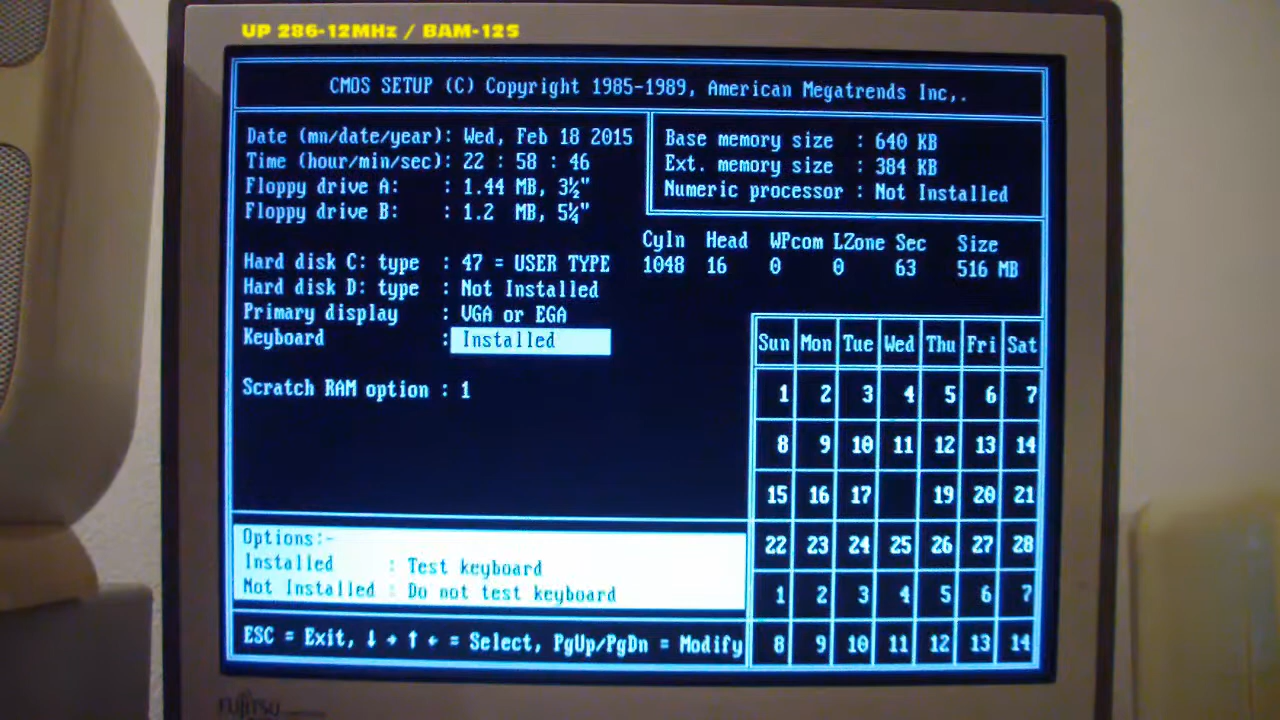 UP 286-12MHz / BAM-12S
CMOS SETUP (C) Copyright 1985-1989, American Megatrends Inc,.
Date (mn/date/year): Wed, Feb 18 2015
Time (hour/min/sec): 22 : 58 : 46
Floppy drive A: : 1.44 MB, 3½"
Floppy drive B: : 1.2 MB, 5¼"
Base memory size : 640 KB
Ext. memory size : 384 KB
Numeric processor : Not Installed
Cyln Head WPcom LZone Sec Size
Hard disk C: type : 47 = USER TYPE 1048 16 0 0 63 516 MB
Hard disk D: type : Not Installed
Primary display : VGA or EGA
Keyboard : Installed
Scratch RAM option : 1
Sun Mon Tue Wed Thu Fri Sat
1 2 3 4 5 6 7
8 9 10 11 12 13 14
15 16 17 19 20 21
22 23 24 25 26 27 28
1 2 3 4 5 6 7
8 9 10 11 12 13 14
Options:-
Installed : Test keyboard
Not Installed : Do not test keyboard
ESC = Exit, ↓ → ↑ ← = Select, PgUp/PgDn = Modify
FUJITSU